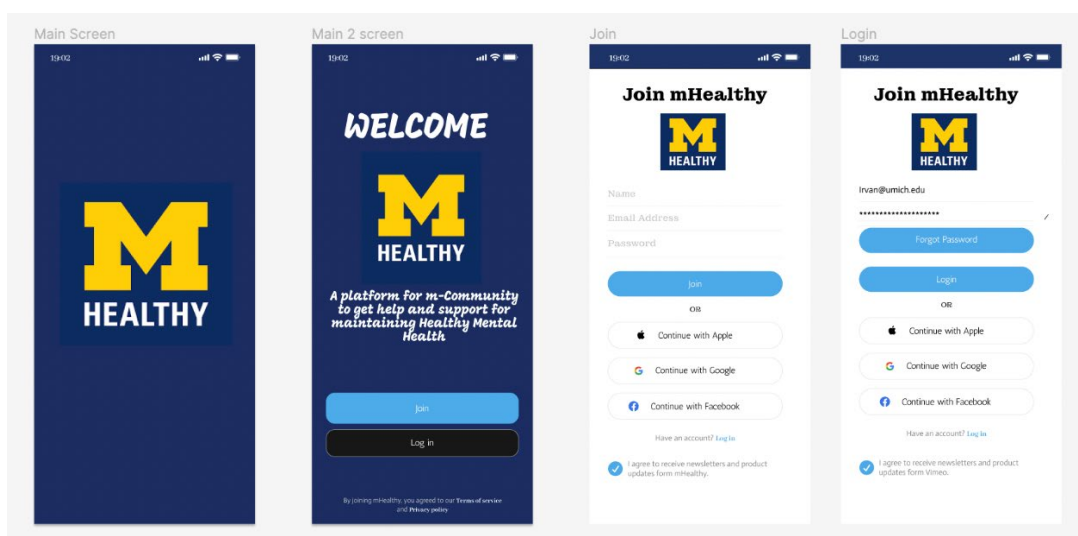 Main Screen
19:02
M
HEALTHY
Main 2 screen
19:02
WELCOME
M
HEALTHY
A platform for m-Community
to get help and support for
maintaining Healthy Mental
Health
Join
Log in
By joining mHealthy, you agreed to our Terms of service
and Privacy policy
Join
19:02
Join mHealthy
M
HEALTHY
Name
Email Address
Password
Join
OR
Continue with Apple
Continue with Google
Continue with Facebook
Have an account? Log in
I agree to receive newsletters and product
updates form mHealthy.
Login
19:02
Join mHealthy
M
HEALTHY
Irvan@umich.edu
********************
Forgot Password
Login
OR
Continue with Apple
Continue with Google
Continue with Facebook
Have an account? Log in
I agree to receive newsletters and product
updates form Vimeo.